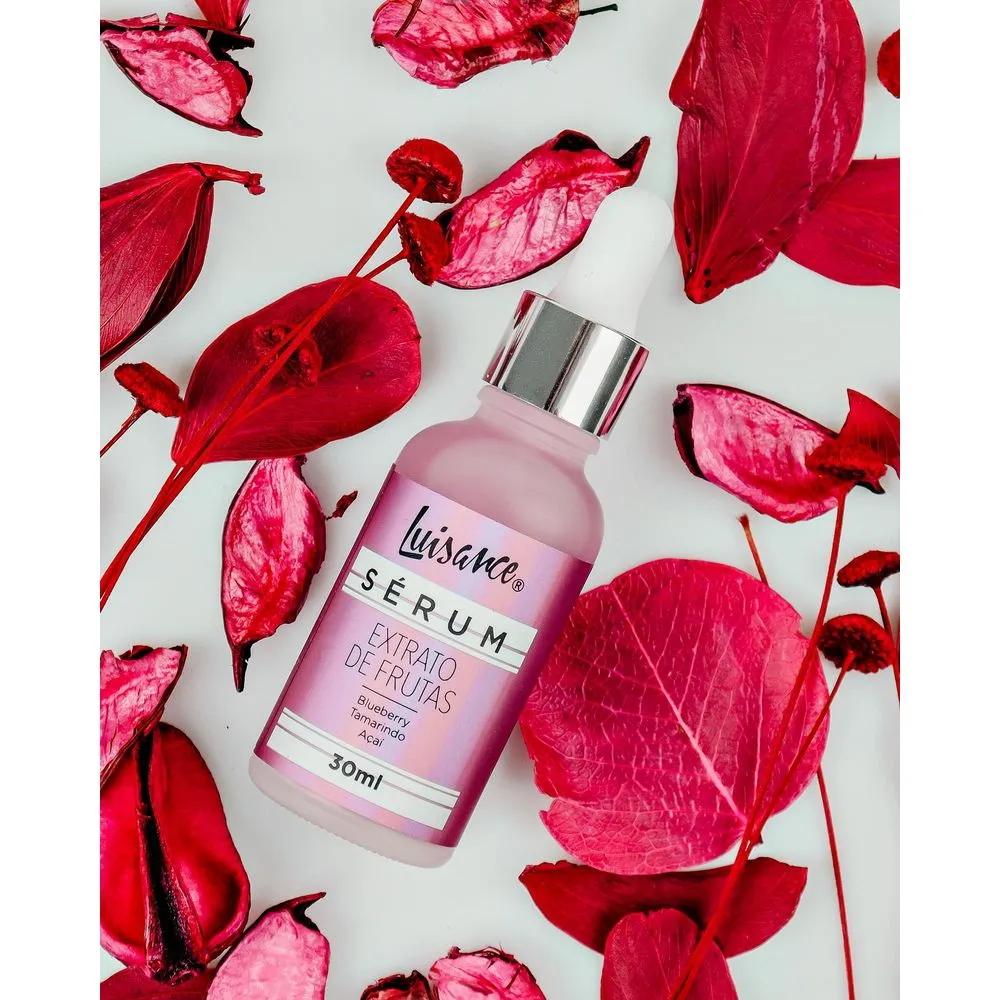 Luisance®
SÉRUM
EXTRATO
DE FRUTAS
Blueberry
Tamarindo
Açaí
30ml